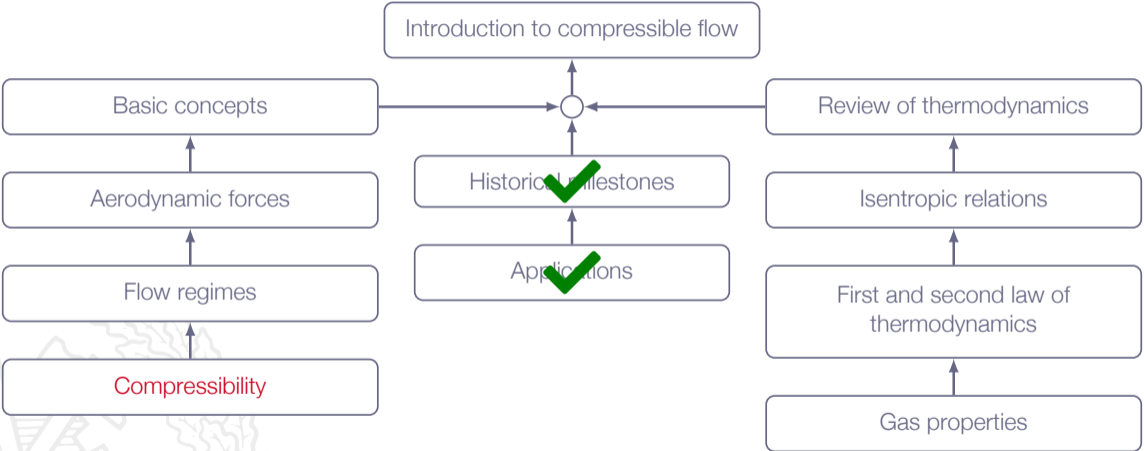 Introduction to compressible flow
Basic concepts
Review of thermodynamics
Historical milestones
Aerodynamic forces
Isentropic relations
Applications
Flow regimes
First and second law of
thermodynamics
Compressibility
Gas properties